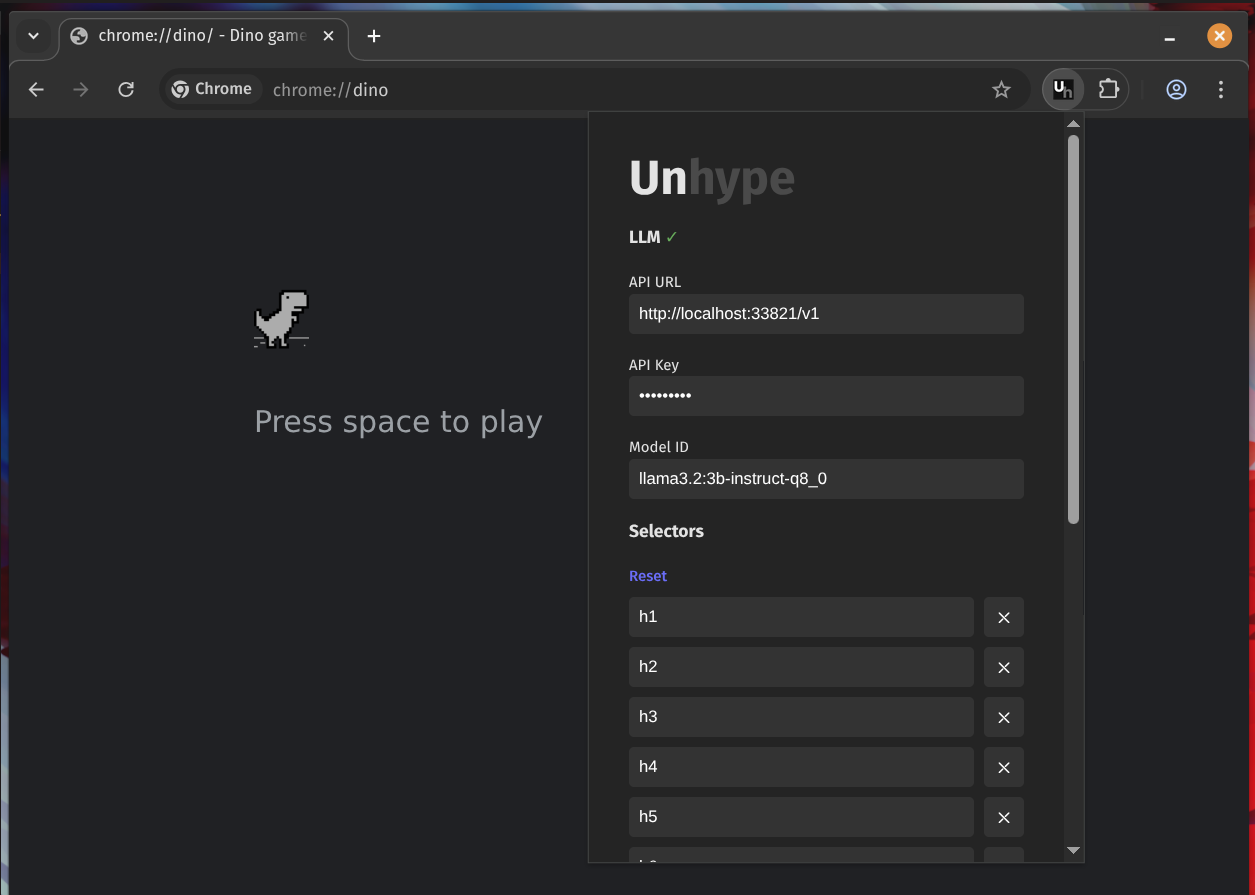 chrome://dino/ - Dino game
Chrome
chrome://dino
Uh
Unhype
LLM ✓
API URL
http://localhost:33821/v1
API Key
•••••••••
Model ID
llama3.2:3b-instruct-q8_0
Selectors
Reset
h1
h2
h3
h4
h5
Press space to play